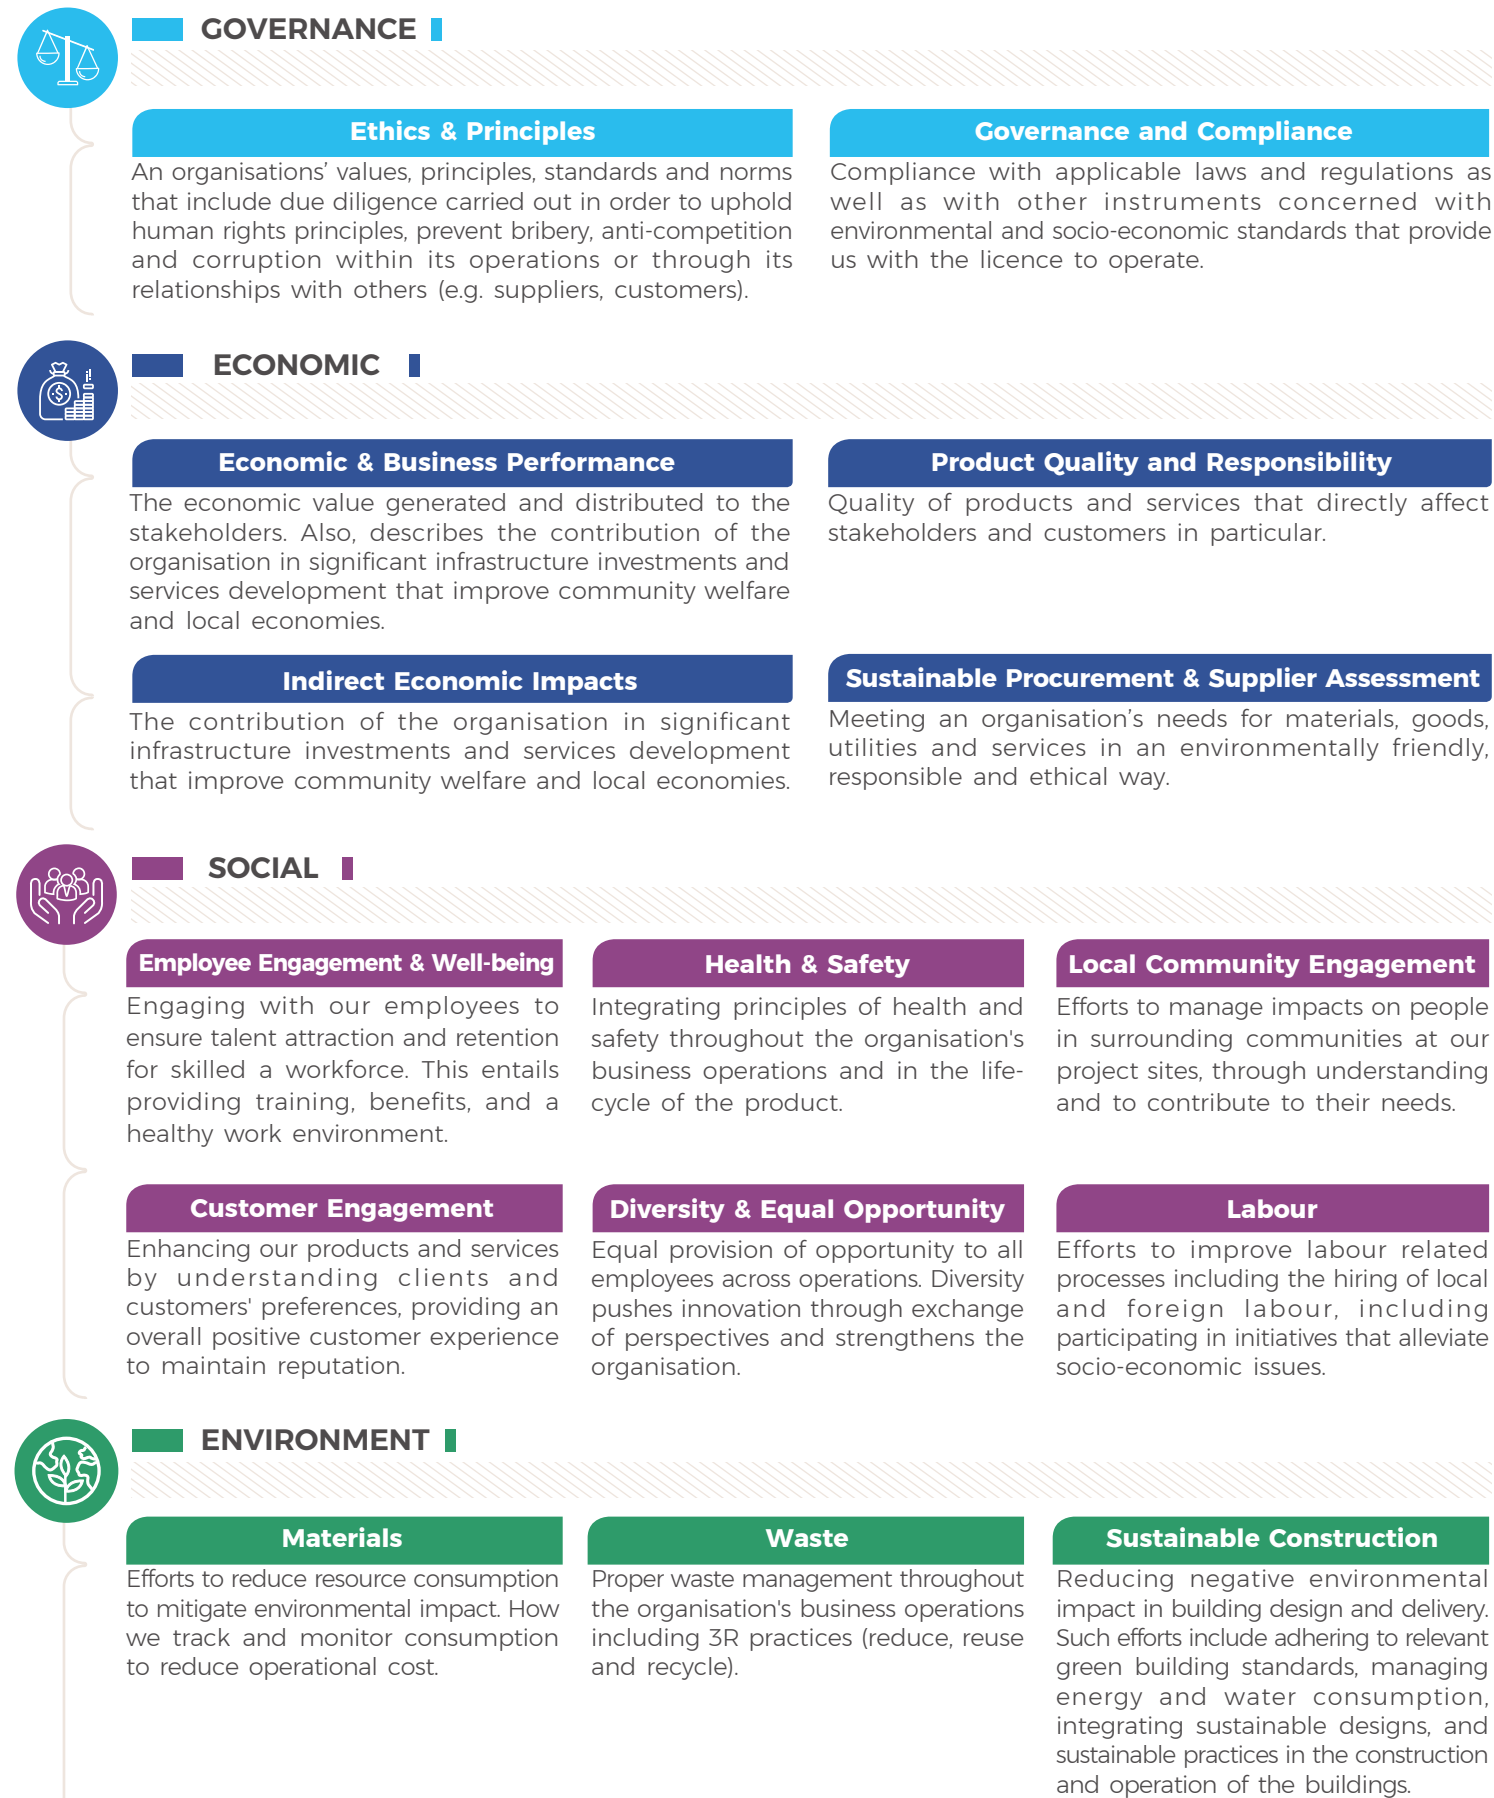 GOVERNANCE
Ethics & Principles
An organisations’ values, principles, standards and norms
that include due diligence carried out in order to uphold
human rights principles, prevent bribery, anti-competition
and corruption within its operations or through its
relationships with others (e.g. suppliers, customers).
Governance and Compliance
Compliance with applicable laws and regulations as
well as with other instruments concerned with
environmental and socio-economic standards that provide
us with the licence to operate.
ECONOMIC
Economic & Business Performance
The economic value generated and distributed to the
stakeholders. Also, describes the contribution of the
organisation in significant infrastructure investments and
services development that improve community welfare
and local economies.
Product Quality and Responsibility
Quality of products and services that directly affect
stakeholders and customers in particular.
Indirect Economic Impacts
The contribution of the organisation in significant
infrastructure investments and services development
that improve community welfare and local economies.
Sustainable Procurement & Supplier Assessment
Meeting an organisation’s needs for materials, goods,
utilities and services in an environmentally friendly,
responsible and ethical way.
SOCIAL
Employee Engagement & Well-being
Engaging with our employees to
ensure talent attraction and retention
for skilled a workforce. This entails
providing training, benefits, and a
healthy work environment.
Health & Safety
Integrating principles of health and
safety throughout the organisation's
business operations and in the life-
cycle of the product.
Local Community Engagement
Efforts to manage impacts on people
in surrounding communities at our
project sites, through understanding
and to contribute to their needs.
Customer Engagement
Enhancing our products and services
by understanding clients and
customers' preferences, providing an
overall positive customer experience
to maintain reputation.
Diversity & Equal Opportunity
Equal provision of opportunity to all
employees across operations. Diversity
pushes innovation through exchange
of perspectives and strengthens the
organisation.
Labour
Efforts to improve labour related
processes including the hiring of local
and foreign labour, including
participating in initiatives that alleviate
socio-economic issues.
ENVIRONMENT
Materials
Efforts to reduce resource consumption
to mitigate environmental impact. How
we track and monitor consumption
to reduce operational cost.
Waste
Proper waste management throughout
the organisation's business operations
including 3R practices (reduce, reuse
and recycle).
Sustainable Construction
Reducing negative environmental
impact in building design and delivery.
Such efforts include adhering to relevant
green building standards, managing
energy and water consumption,
integrating sustainable designs, and
sustainable practices in the construction
and operation of the buildings.